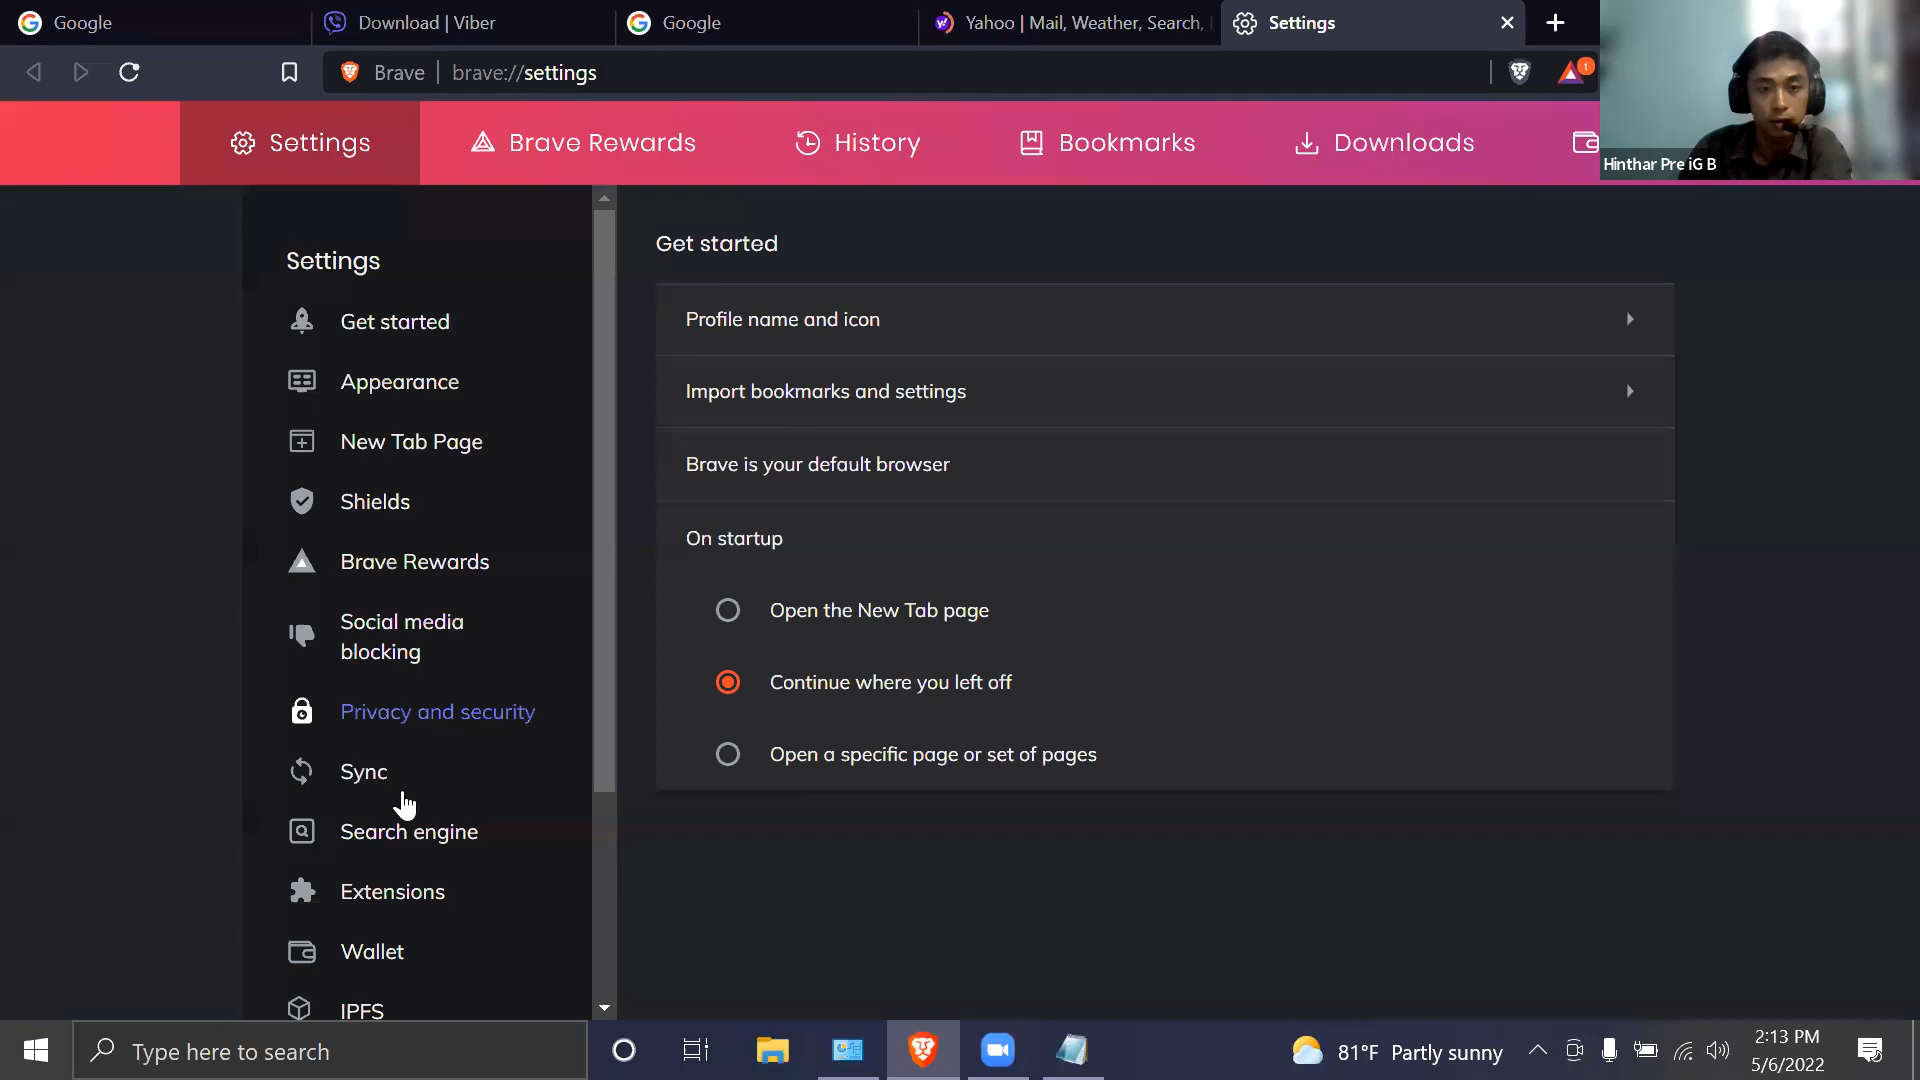 Google
Download | Viber
Google
Yahoo | Mail, Weather, Search,
Settings
Brave
brave://settings
1
Settings
Brave Rewards
History
Bookmarks
Downloads
Hinthar Pre iG B
Settings
Get started
Appearance
New Tab Page
Shields
Brave Rewards
Social media
blocking
Privacy and security
Sync
Search engine
Extensions
Wallet
IPFS
Get started
Profile name and icon
Import bookmarks and settings
Brave is your default browser
On startup
Open the New Tab page
Continue where you left off
Open a specific page or set of pages
Type here to search
81°F Partly sunny
2:13 PM
5/6/2022